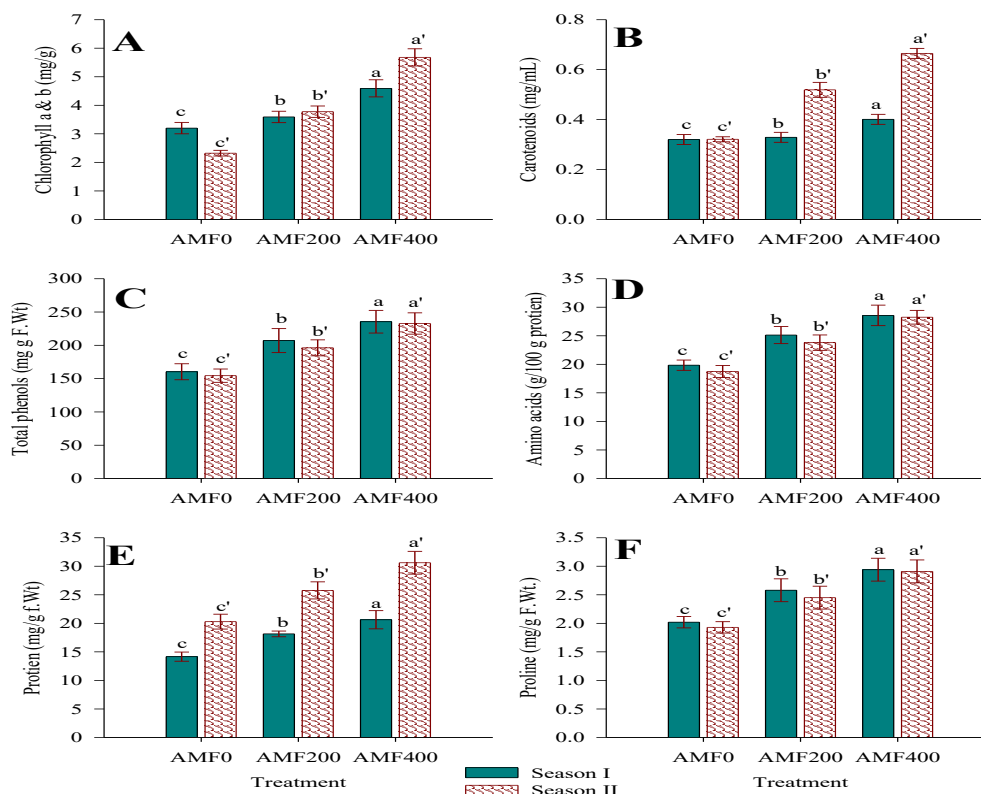 A
Chlorophyll a & b (mg/g)
7
6
5
4
3
2
1
0
c
c'
b
b'
a
a'
AMF0 AMF200 AMF400
B
Carotenoids (mg/mL)
0.8
0.6
0.4
0.2
0.0
c
c'
b
b'
a
a'
AMF0 AMF200 AMF400
C
Total phenols (mg g F.Wt)
300
250
200
150
100
50
0
c
c'
b
b'
a
a'
AMF0 AMF200 AMF400
D
Amino acids (g/100 g protien)
35
30
25
20
15
10
5
0
c
c'
b
b'
a
a'
AMF0 AMF200 AMF400
E
Protien (mg/g f.Wt)
35
30
25
20
15
10
5
0
c
c'
b
b'
a
a'
AMF0 AMF200 AMF400
Treatment
F
Proline (mg/g F.Wt.)
3.5
3.0
2.5
2.0
1.5
1.0
0.5
0.0
c
c'
b
b'
a
a'
AMF0 AMF200 AMF400
Treatment
Season I
Season II